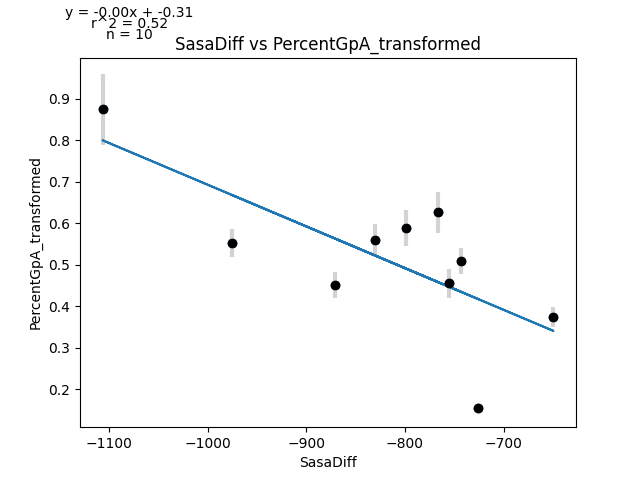 y = -0.00x + -0.31
r^2 = 0.52
n = 10
SasaDiff vs PercentGpA_transformed
PercentGpA_transformed
0.9
0.8
0.7
0.6
0.5
0.4
0.3
0.2
−1100 −1000 −900 −800 −700
SasaDiff